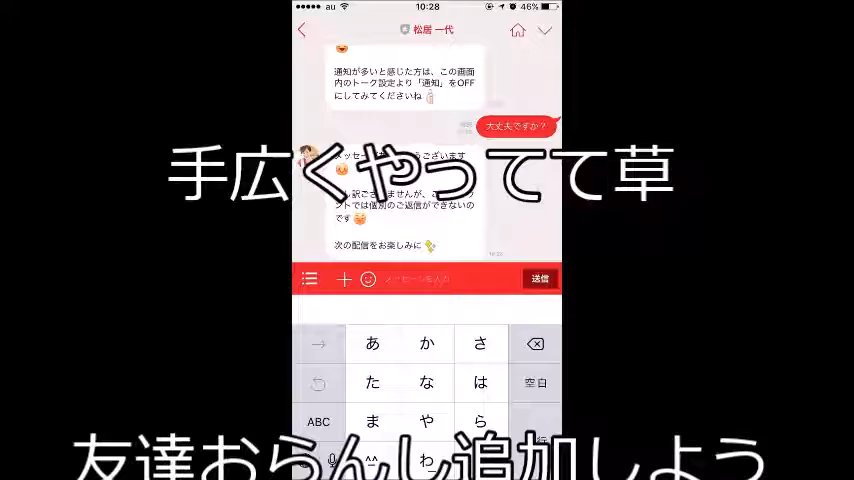 au 10:28 46%
松居 一代
通知が多いと感じた方は、この画面
内のトーク設定より「通知」をOFF
にしてみてくださいね
大丈夫ですか？
手広くやってて草
ントでは個別のご返信ができないの
です
次の配信をお楽しみに
送信
→ あ か さ
た な は 空白
ABC ま や ら
^^ わ
友達おらんし追加しよう